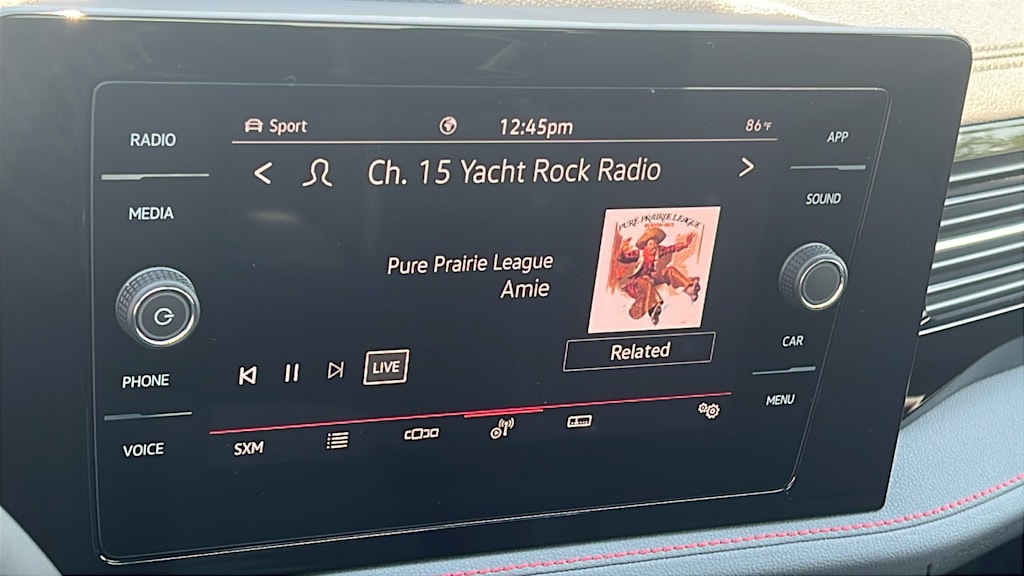 RADIO
MEDIA
PHONE
VOICE
Sport
12:45pm
86°F
Ch. 15 Yacht Rock Radio
Pure Prairie League
Amie
PURE PRAIRIE LEAGUE
Related
LIVE
SXM
APP
SOUND
CAR
MENU